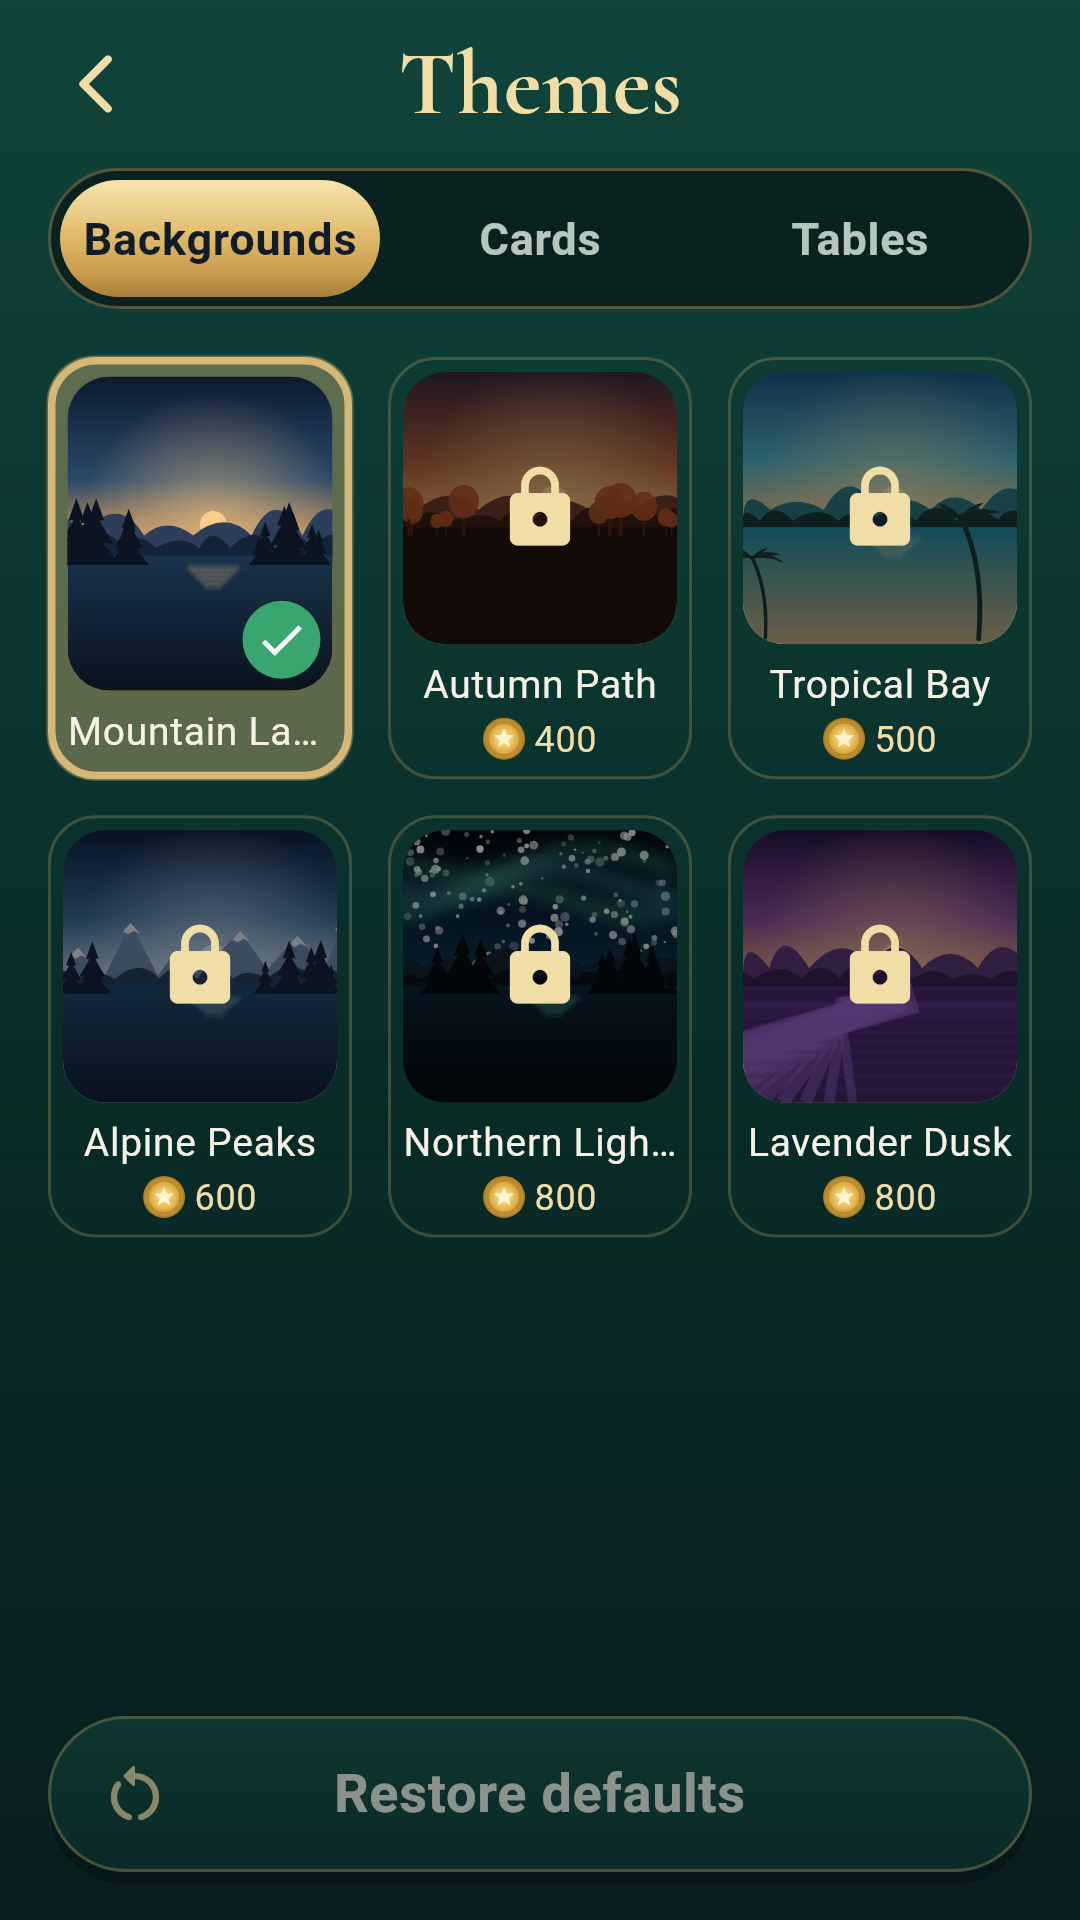 Themes
Backgrounds
Cards
Tables
Mountain La...
Autumn Path
400
Tropical Bay
500
Alpine Peaks
600
Northern Ligh...
800
Lavender Dusk
800
Restore defaults